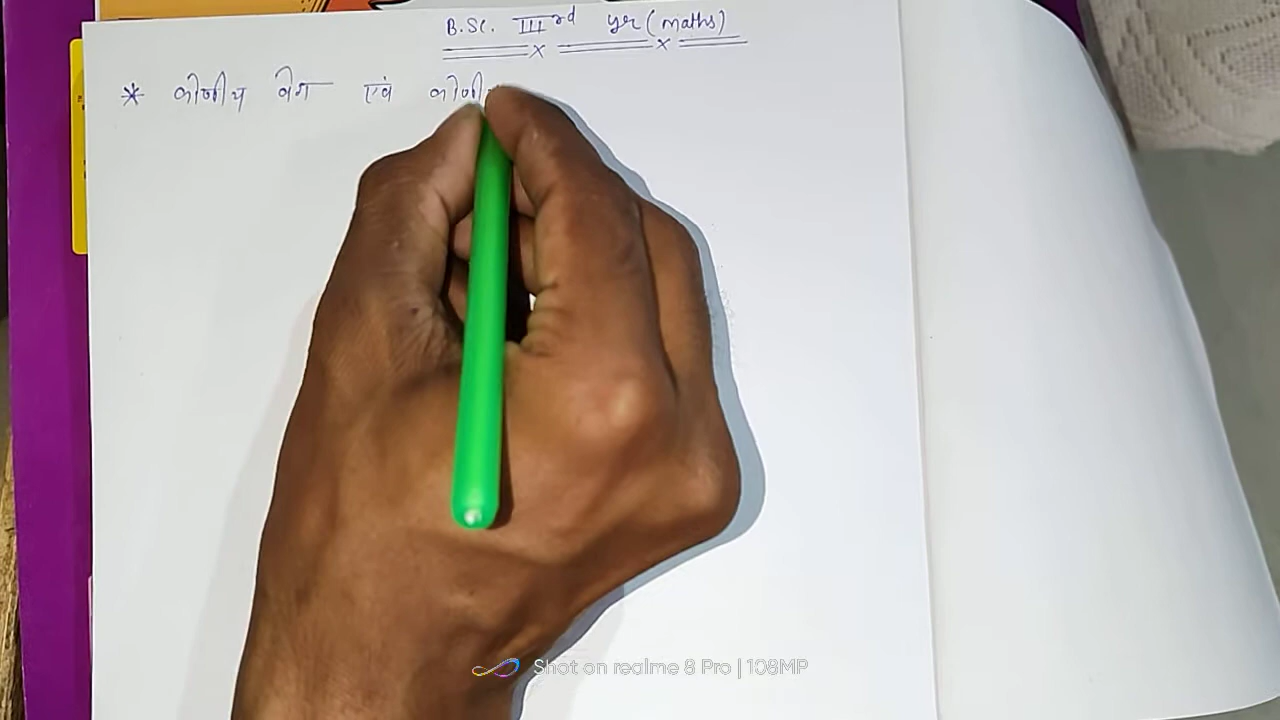 B.Sc. IIIrd yr (maths)
* कोणीय वेग एवं कोणी
Shot on realme 8 Pro | 108MP